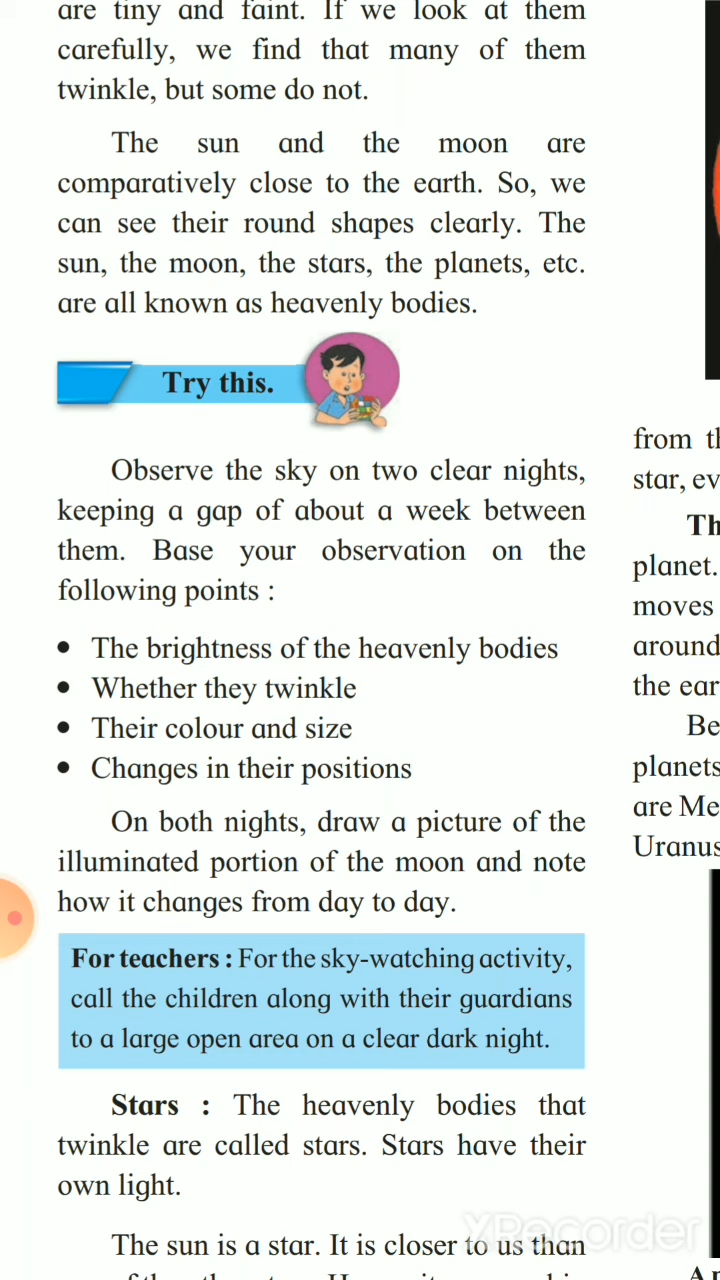 are tiny and faint. If we look at them
carefully, we find that many of them
twinkle, but some do not.
The sun and the moon are
comparatively close to the earth. So, we
can see their round shapes clearly. The
sun, the moon, the stars, the planets, etc.
are all known as heavenly bodies.
Try this.
Observe the sky on two clear nights,
keeping a gap of about a week between
them. Base your observation on the
following points :
• The brightness of the heavenly bodies
• Whether they twinkle
• Their colour and size
• Changes in their positions
On both nights, draw a picture of the
illuminated portion of the moon and note
how it changes from day to day.
For teachers : For the sky-watching activity,
call the children along with their guardians
to a large open area on a clear dark night.
Stars : The heavenly bodies that
twinkle are called stars. Stars have their
own light.
The sun is a star. It is closer to us than
from
star,
planet.
moves
around
the
planets
are
Uranus
XRecorder